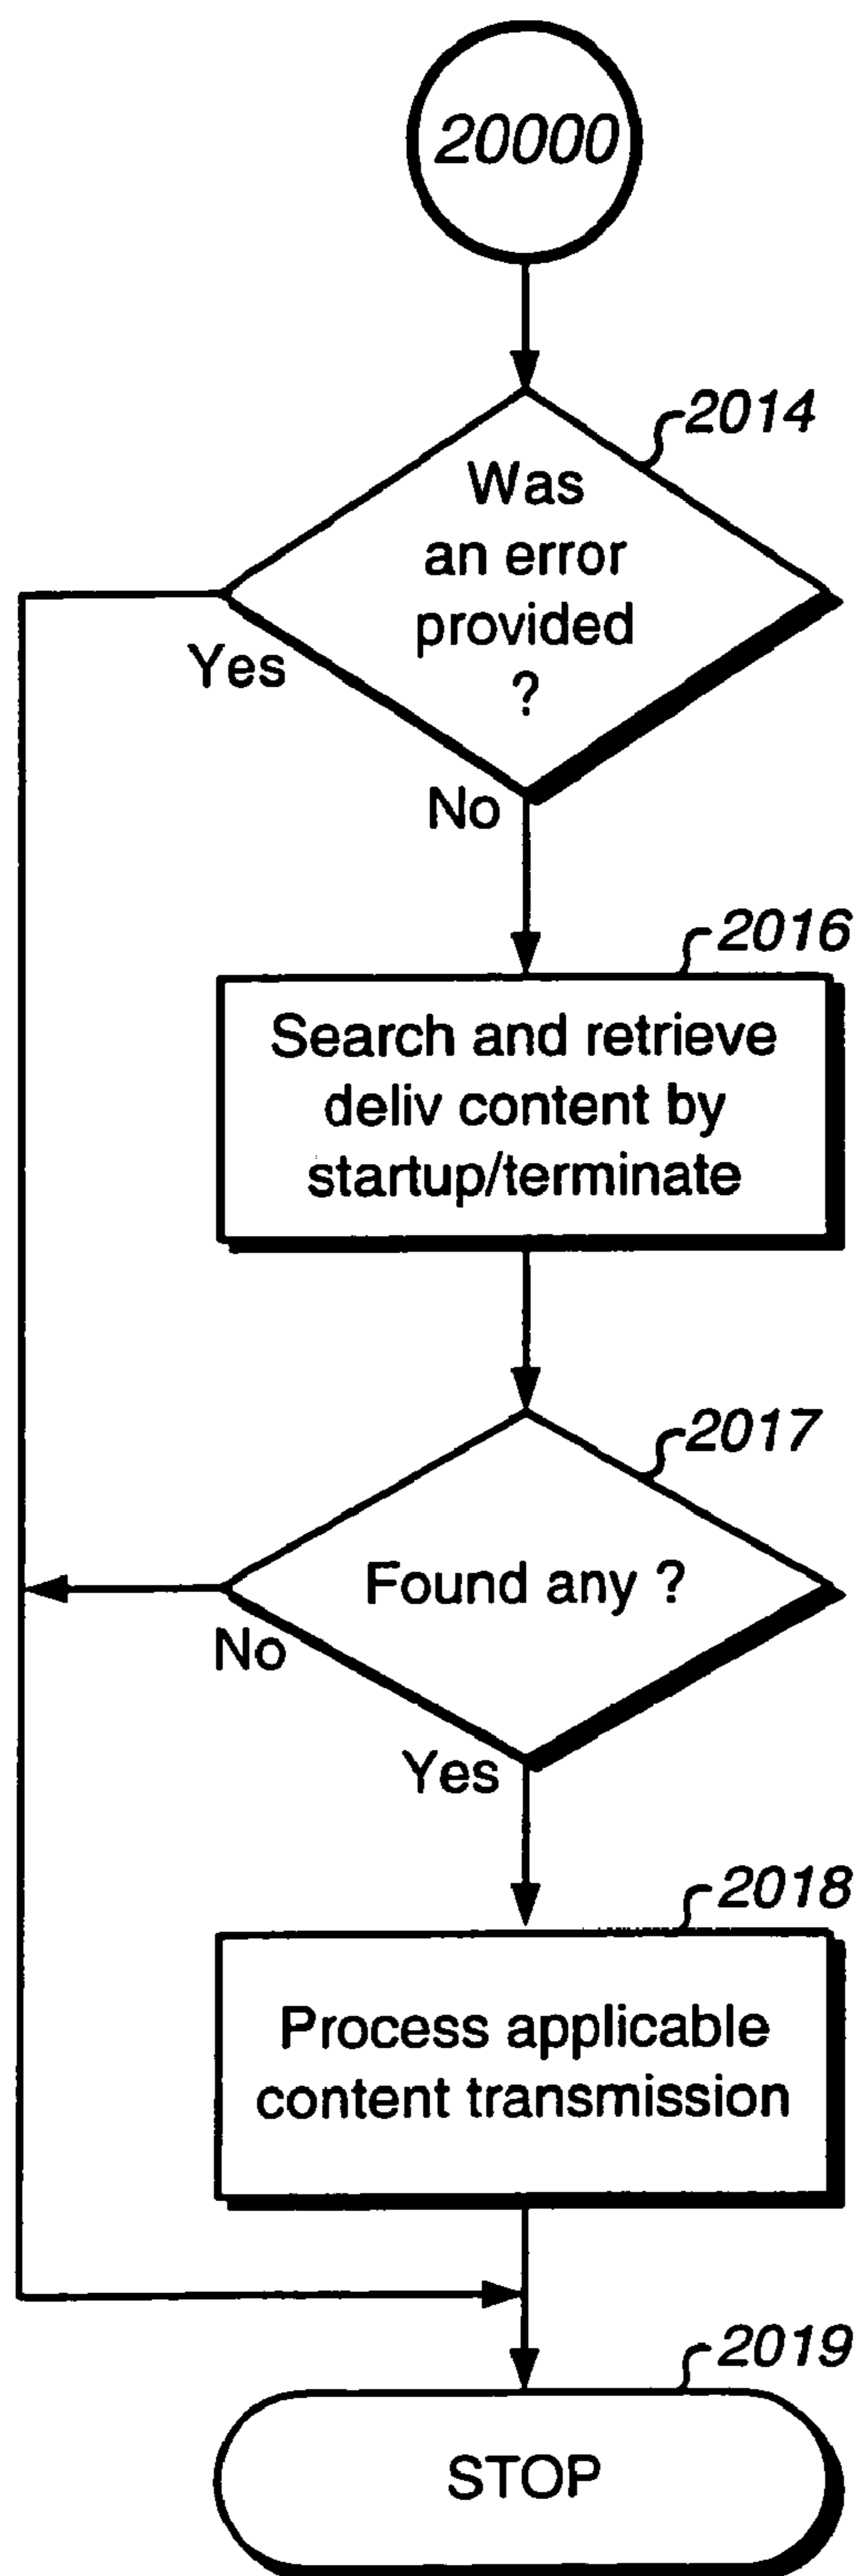 20000
2014
Was
an error
provided
?
Yes
No
2016
Search and retrieve
deliv content by
startup/terminate
2017
Found any ?
No
Yes
2018
Process applicable
content transmission
2019
STOP